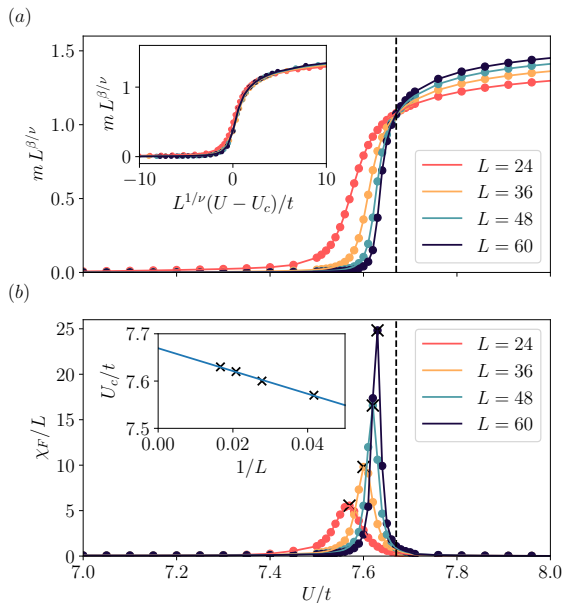 (a)
m L^{β/ν}
1.5
1.0
0.5
0.0
m L^{β/ν}
1
0
−10
0
10
L^{1/ν}(U − U_c)/t
L = 24
L = 36
L = 48
L = 60
(b)
χ_F/L
25
20
15
10
5
0
U_c/t
7.7
7.6
7.5
0.00
0.02
0.04
1/L
L = 24
L = 36
L = 48
L = 60
7.0
7.2
7.4
7.6
7.8
8.0
U/t